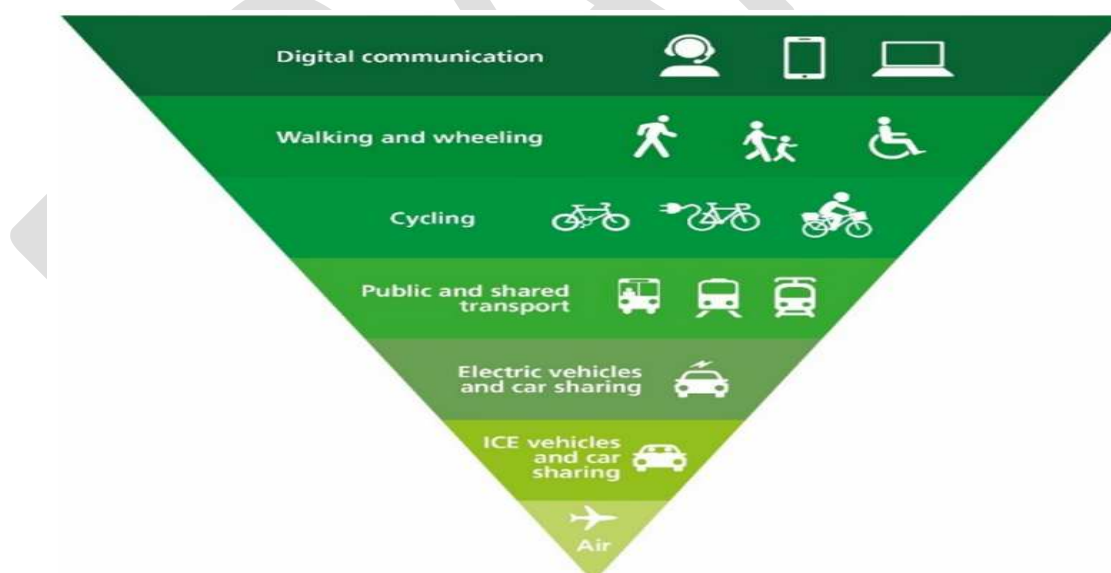 Digital communication
Walking and wheeling
Cycling
Public and shared
transport
Electric vehicles
and car sharing
ICE vehicles
and car
sharing
Air